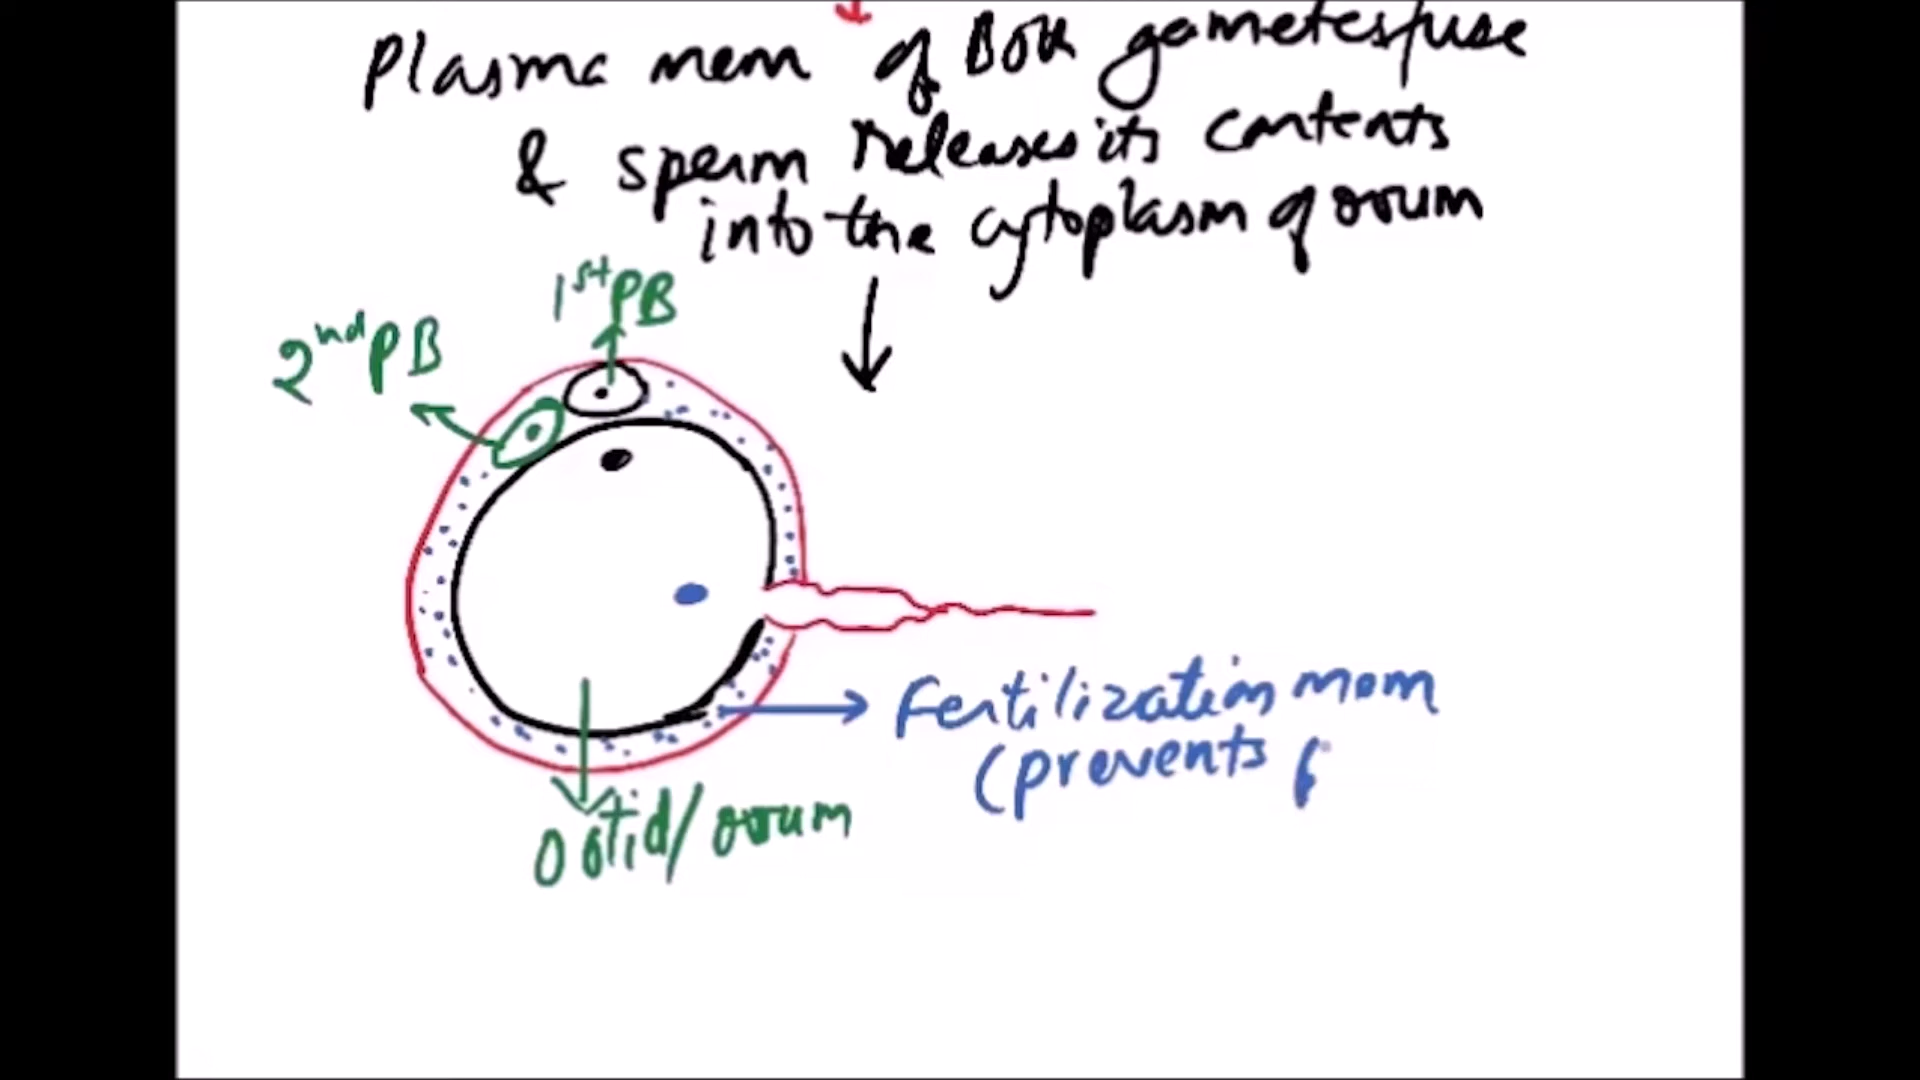 Plasma mem of Both gametes fuse
& sperm releases its contents
into the cytoplasm of ovum
1st PB
2nd PB
Fertilization mem
(prevents
Ootid/ovum